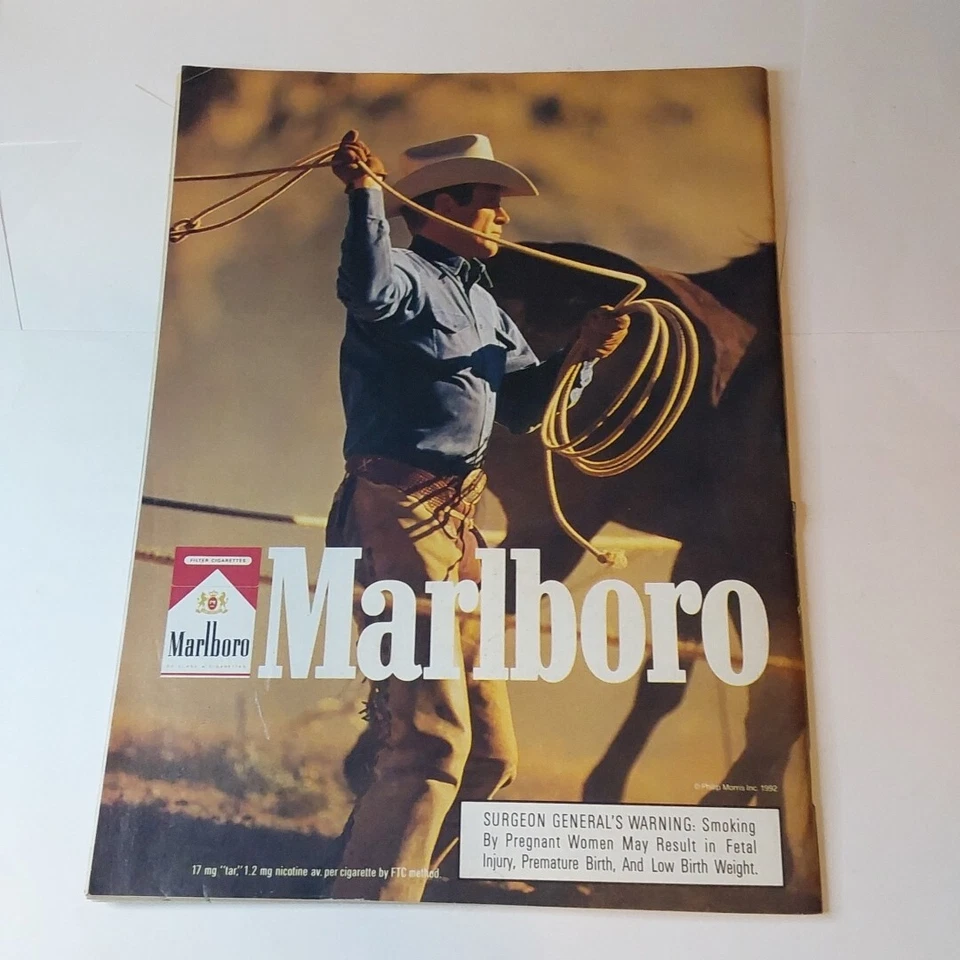 FILTER CIGARETTES
Marlboro
Marlboro
© Philip Morris Inc. 1992
SURGEON GENERAL'S WARNING: Smoking
By Pregnant Women May Result in Fetal
Injury, Premature Birth, And Low Birth Weight.
17 mg "tar," 1.2 mg nicotine av. per cigarette by FTC method.